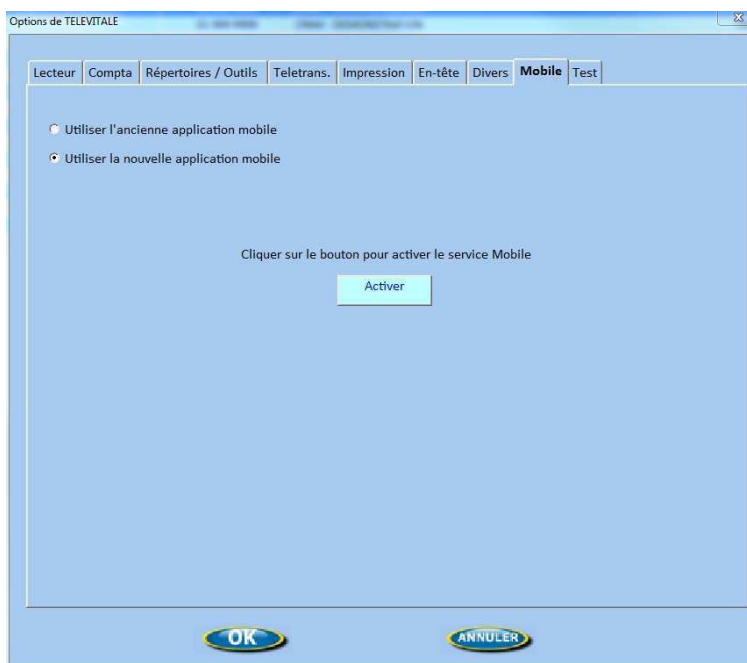 Options de TELEVITALE
Lecteur Compta Répertoires / Outils Teletrans. Impression En-tête Divers Mobile Test
Utiliser l'ancienne application mobile
Utiliser la nouvelle application mobile
Cliquer sur le bouton pour activer le service Mobile
Activer
OK ANNULER